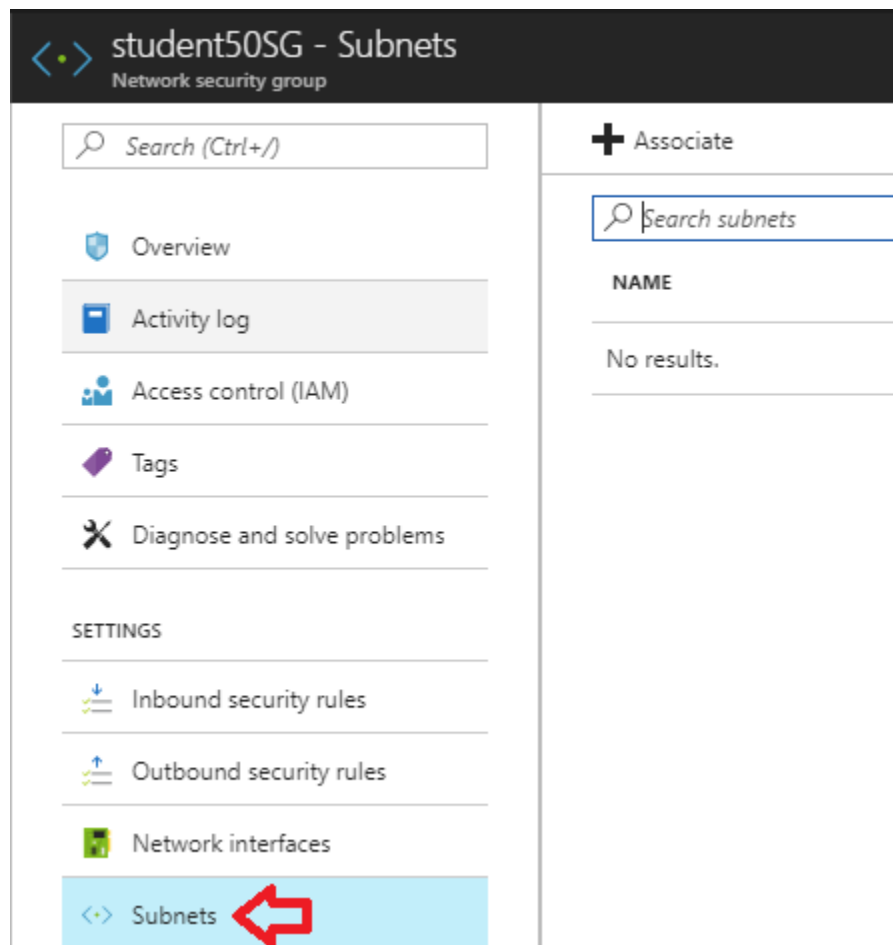 student50SG - Subnets
Network security group
Search (Ctrl+/)
Overview
Activity log
Access control (IAM)
Tags
Diagnose and solve problems
SETTINGS
Inbound security rules
Outbound security rules
Network interfaces
Subnets
Associate
Search subnets
NAME
No results.